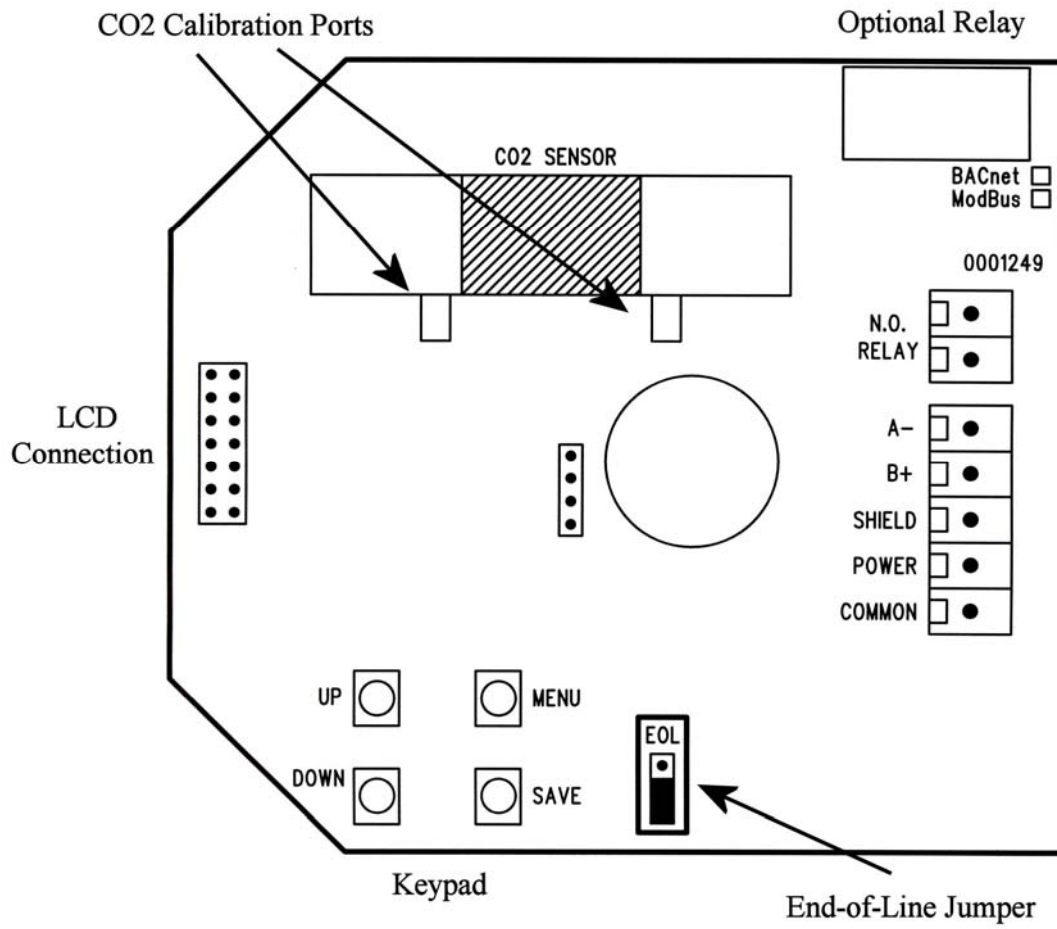 CO2 Calibration Ports
Optional Relay
CO2 SENSOR
BACnet
ModBus
0001249
N.O.
RELAY
LCD
Connection
A-
B+
SHIELD
POWER
COMMON
UP
MENU
EOL
DOWN
SAVE
Keypad
End-of-Line Jumper